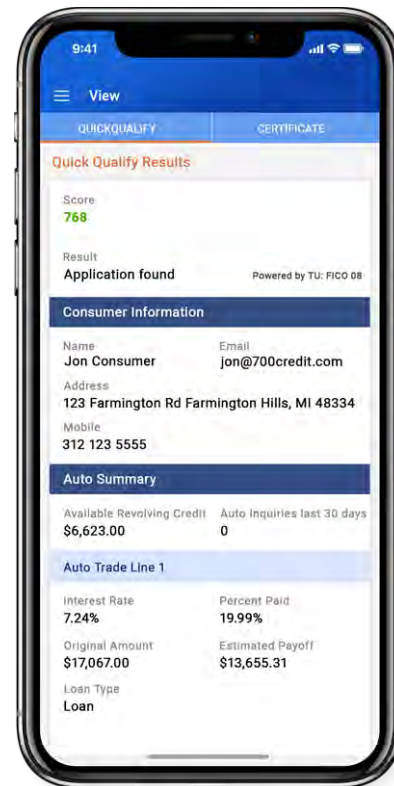 9:41
View
QUICKQUALIFY CERTIFICATE
Quick Qualify Results
Score
768
Result
Application found Powered by TU: FICO 08
Consumer Information
Name Email
Jon Consumer jon@700credit.com
Address
123 Farmington Rd Farmington Hills, MI 48334
Mobile
312 123 5555
Auto Summary
Available Revolving Credit Auto Inquiries last 30 days
$6,623.00 0
Auto Trade Line 1
Interest Rate Percent Paid
7.24% 19.99%
Original Amount Estimated Payoff
$17,067.00 $13,655.31
Loan Type
Loan